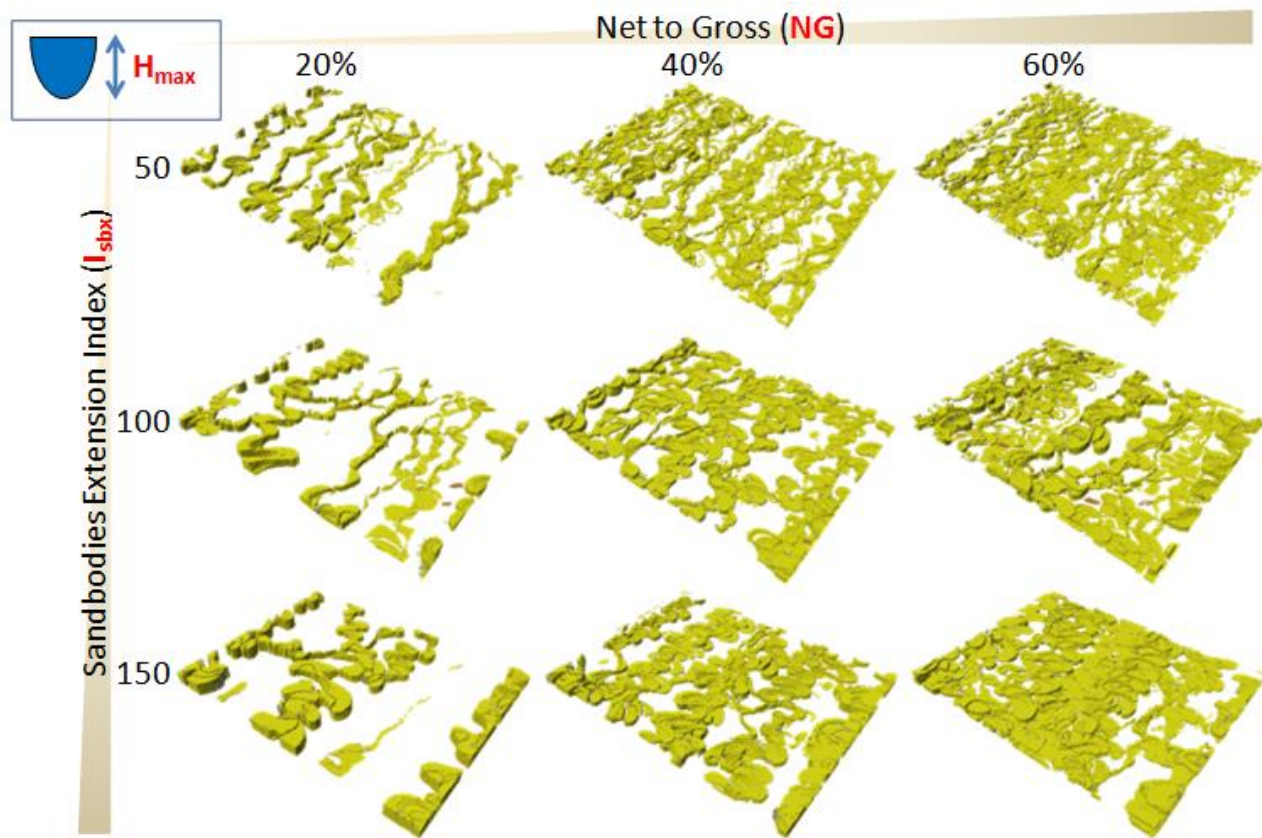 Net to Gross (NG)
Hmax
20%
40%
60%
50
100
150
Sandbodies Extension Index (Isbx)